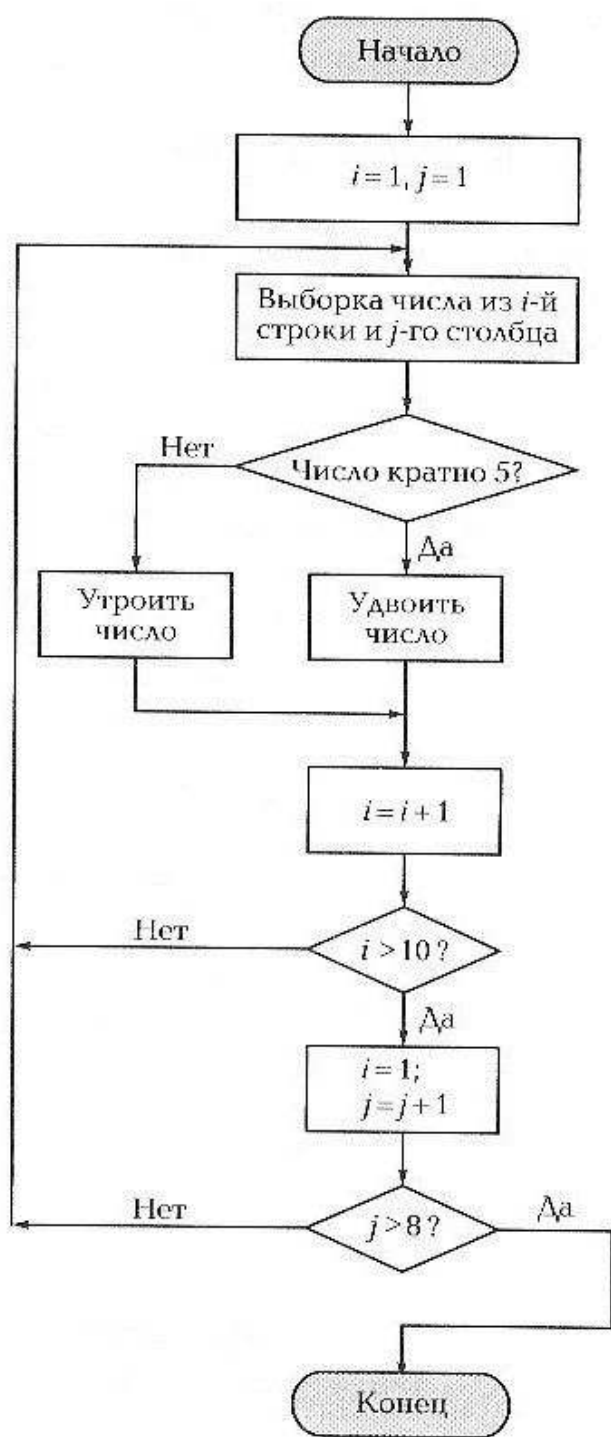 Начало
i = 1, j = 1
Выборка числа из i-й
строки и j-го столбца
Нет
Число кратно 5?
Да
Утроить
число
Удвоить
число
i = i + 1
Нет
i > 10 ?
Да
i = 1;
j = j + 1
Нет
j > 8 ?
Да
Конец